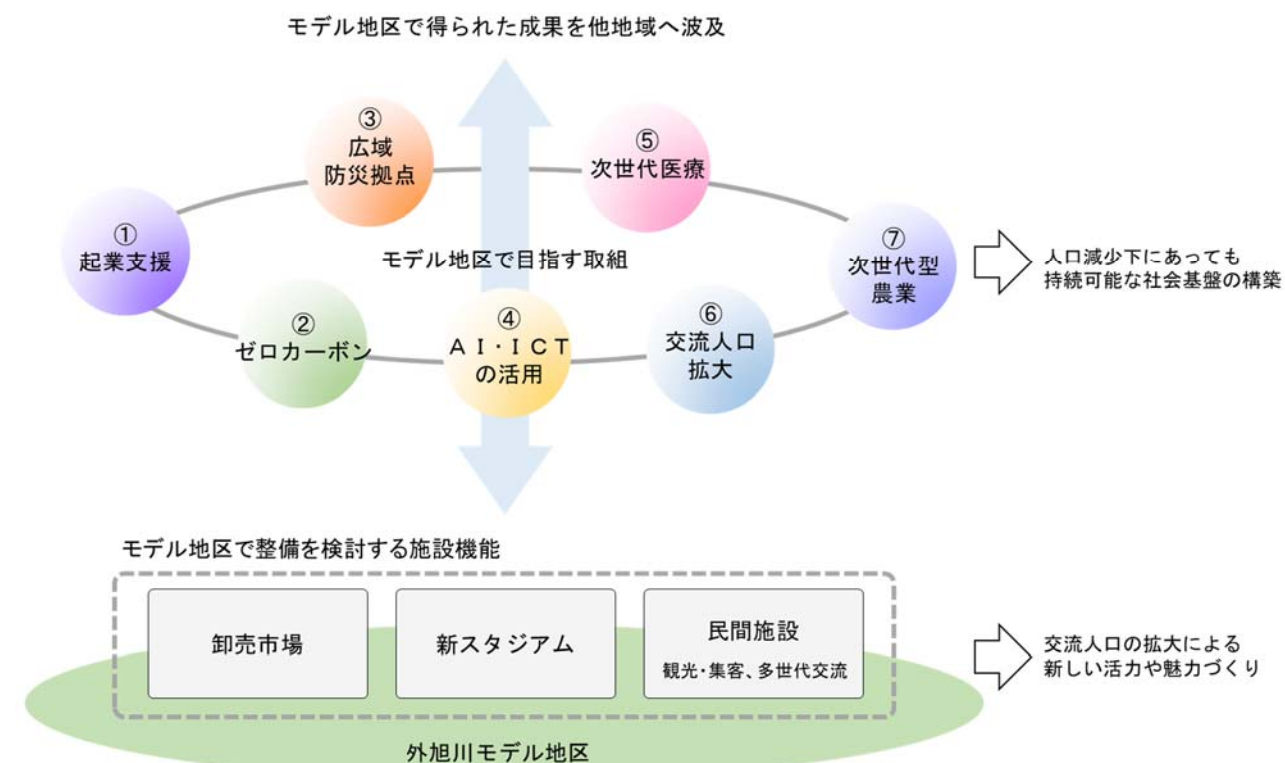 モデル地区で得られた成果を他地域へ波及
③
広域
防災拠点
⑤
次世代医療
①
起業支援
モデル地区で目指す取組
⑦
次世代型
農業
人口減少下にあっても
持続可能な社会基盤の構築
②
ゼロカーボン
④
ＡＩ・ＩＣＴ
の活用
⑥
交流人口
拡大
モデル地区で整備を検討する施設機能
卸売市場
新スタジアム
民間施設
観光・集客、多世代交流
交流人口の拡大による
新しい活力や魅力づくり
外旭川モデル地区